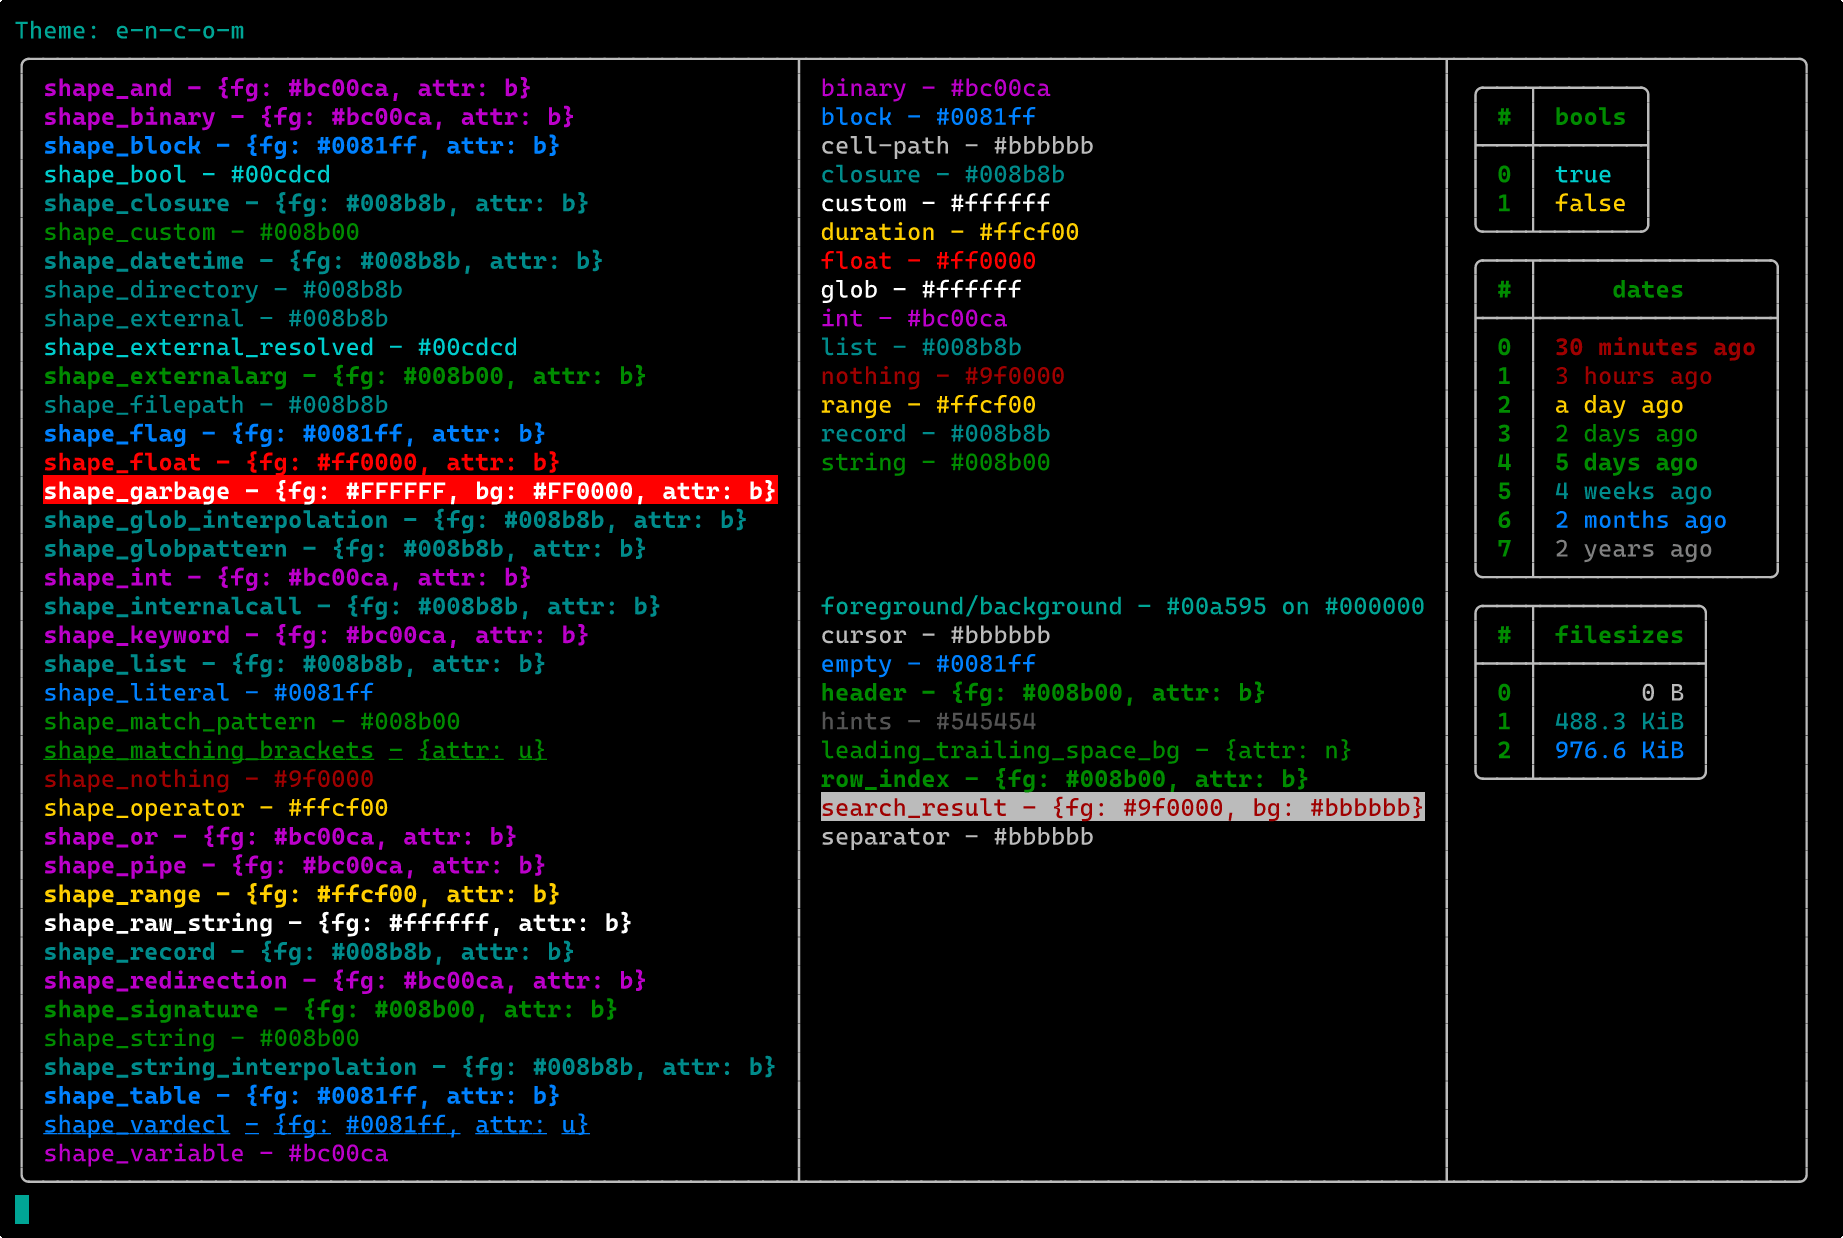 Theme: e-n-c-o-m
shape_and - {fg: #bc00ca, attr: b}
shape_binary - {fg: #bc00ca, attr: b}
shape_block - {fg: #0081ff, attr: b}
shape_bool - #00cdcd
shape_closure - {fg: #008b8b, attr: b}
shape_custom - #008b00
shape_datetime - {fg: #008b8b, attr: b}
shape_directory - #008b8b
shape_external - #008b8b
shape_external_resolved - #00cdcd
shape_externalarg - {fg: #008b00, attr: b}
shape_filepath - #008b8b
shape_flag - {fg: #0081ff, attr: b}
shape_float - {fg: #ff0000, attr: b}
shape_garbage - {fg: #FFFFFF, bg: #FF0000, attr: b}
shape_glob_interpolation - {fg: #008b8b, attr: b}
shape_globpattern - {fg: #008b8b, attr: b}
shape_int - {fg: #bc00ca, attr: b}
shape_internalcall - {fg: #008b8b, attr: b}
shape_keyword - {fg: #bc00ca, attr: b}
shape_list - {fg: #008b8b, attr: b}
shape_literal - #0081ff
shape_match_pattern - #008b00
shape_matching_brackets - {attr: u}
shape_nothing - #9f0000
shape_operator - #ffcf00
shape_or - {fg: #bc00ca, attr: b}
shape_pipe - {fg: #bc00ca, attr: b}
shape_range - {fg: #ffcf00, attr: b}
shape_raw_string - {fg: #ffffff, attr: b}
shape_record - {fg: #008b8b, attr: b}
shape_redirection - {fg: #bc00ca, attr: b}
shape_signature - {fg: #008b00, attr: b}
shape_string - #008b00
shape_string_interpolation - {fg: #008b8b, attr: b}
shape_table - {fg: #0081ff, attr: b}
shape_vardecl - {fg: #0081ff, attr: u}
shape_variable - #bc00ca
binary - #bc00ca
block - #0081ff
cell-path - #bbbbbb
closure - #008b8b
custom - #ffffff
duration - #ffcf00
float - #ff0000
glob - #ffffff
int - #bc00ca
list - #008b8b
nothing - #9f0000
range - #ffcf00
record - #008b8b
string - #008b00
foreground/background - #00a595 on #000000
cursor - #bbbbbb
empty - #0081ff
header - {fg: #008b00, attr: b}
hints - #545454
leading_trailing_space_bg - {attr: n}
row_index - {fg: #008b00, attr: b}
search_result - {fg: #9f0000, bg: #bbbbbb}
separator - #bbbbbb
# bools
0 true
1 false
# dates
0 30 minutes ago
1 3 hours ago
2 a day ago
3 2 days ago
4 5 days ago
5 4 weeks ago
6 2 months ago
7 2 years ago
# filesizes
0 0 B
1 488.3 KiB
2 976.6 KiB